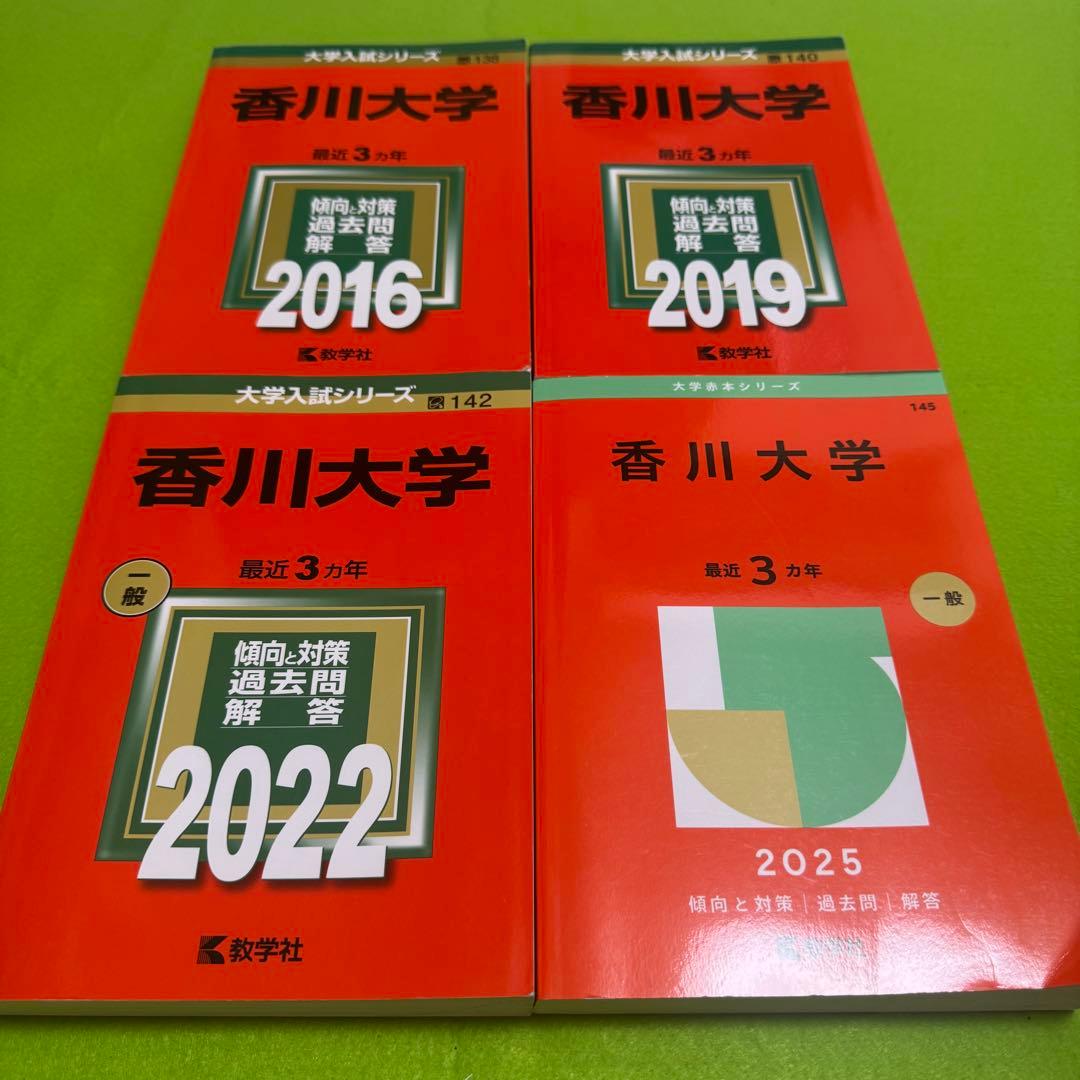 大学入試シリーズ
138
香川大学
最近3カ年
傾向と対策
過去問
解答
2016
教学社
大学入試シリーズ
140
香川大学
最近3カ年
傾向と対策
過去問
解答
2019
教学社
大学入試シリーズ
142
香川大学
一般
最近3カ年
傾向と対策
過去問
解答
2022
教学社
大学赤本シリーズ
145
香川大学
最近3カ年
一般
2025
傾向と対策|過去問|解答
教学社